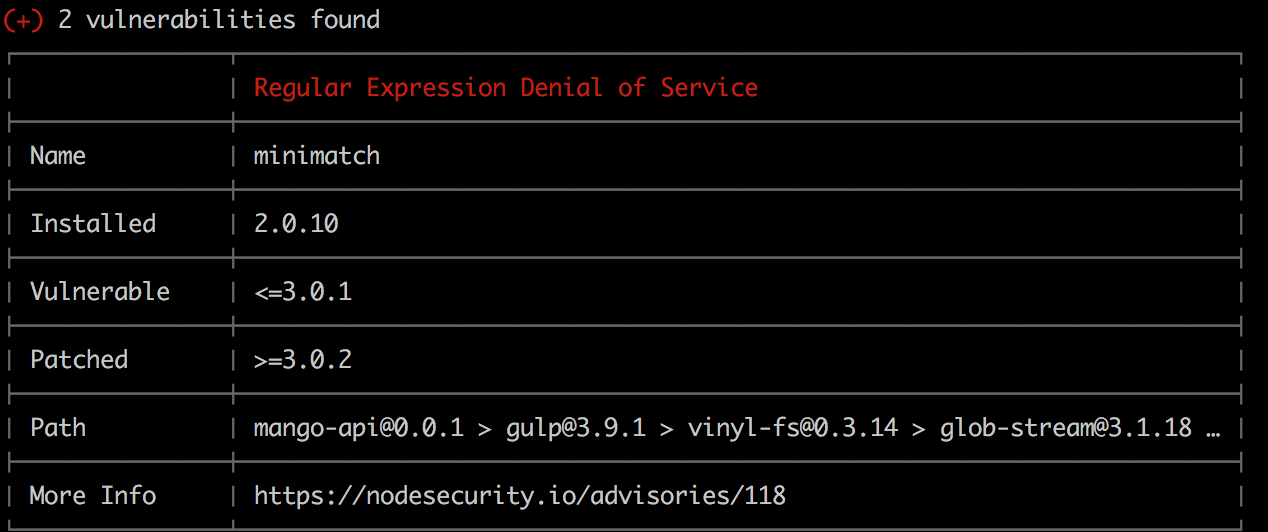 (+) 2 vulnerabilities found
Regular Expression Denial of Service
Name minimatch
Installed 2.0.10
Vulnerable <=3.0.1
Patched >=3.0.2
Path mango-api@0.0.1 > gulp@3.9.1 > vinyl-fs@0.3.14 > glob-stream@3.1.18 …
More Info https://nodesecurity.io/advisories/118